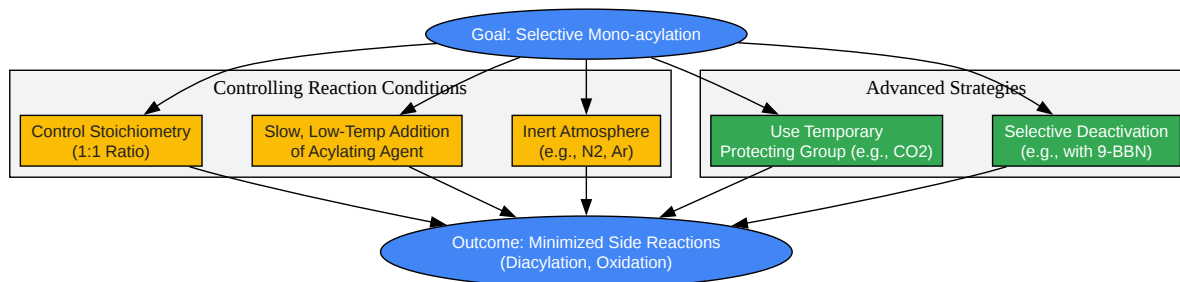 Goal: Selective Mono-acylation
Controlling Reaction Conditions
Advanced Strategies
Control Stoichiometry
(1:1 Ratio)
Slow, Low-Temp Addition
of Acylating Agent
Inert Atmosphere
(e.g., N2, Ar)
Use Temporary
Protecting Group (e.g., CO2)
Selective Deactivation
(e.g., with 9-BBN)
Outcome: Minimized Side Reactions
(Diacylation, Oxidation)